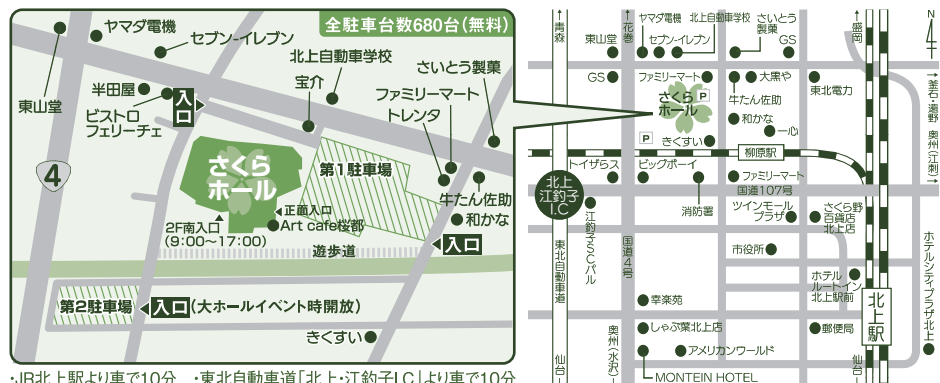 全駐車台数680台(無料)
ヤマダ電機
セブン-イレブン
北上自動車学校
さいとう製菓
宝介
ファミリーマート
トレンタ
東山堂
半田屋
入口
ビストロ
フェリーチェ
4
さくら
ホール
第1駐車場
牛たん佐助
和かな
正面入口
Art cafe桜都
2F南入口
(9:00~17:00)
入口
遊歩道
第2駐車場
入口
(大ホールイベント時開放)
きくすい
・JR北上駅より車で10分 ・東北自動車道「北上・江釣子I.C」より車で10分
↑青森
↑花巻
ヤマダ電機
北上自動車学校
さいとう
製菓
↑盛岡
N
東山堂
セブン-イレブン
GS
GS
ファミリーマート
大黒や
東北電力
さくら
ホール
P
牛たん佐助
和かな
一心
P
きくすい
↑釜石・遠野
奥州(江刺)↓
柳原駅
トイザらス
ビッグボーイ
ファミリーマート
国道107号
北上
江釣子
I.C
消防署
ツインモール
プラザ
さくら野
百貨店
北上店
江釣子SCパル
国道4号
東北自動車道
市役所
ホテル
ルートイン
北上駅前
ホテルシティプラザ北上
北上駅
幸楽苑
しゃぶ葉北上店
郵便局
奥州(水沢)↓
アメリカンワールド
仙台↓
仙台↓
MONTEIN HOTEL